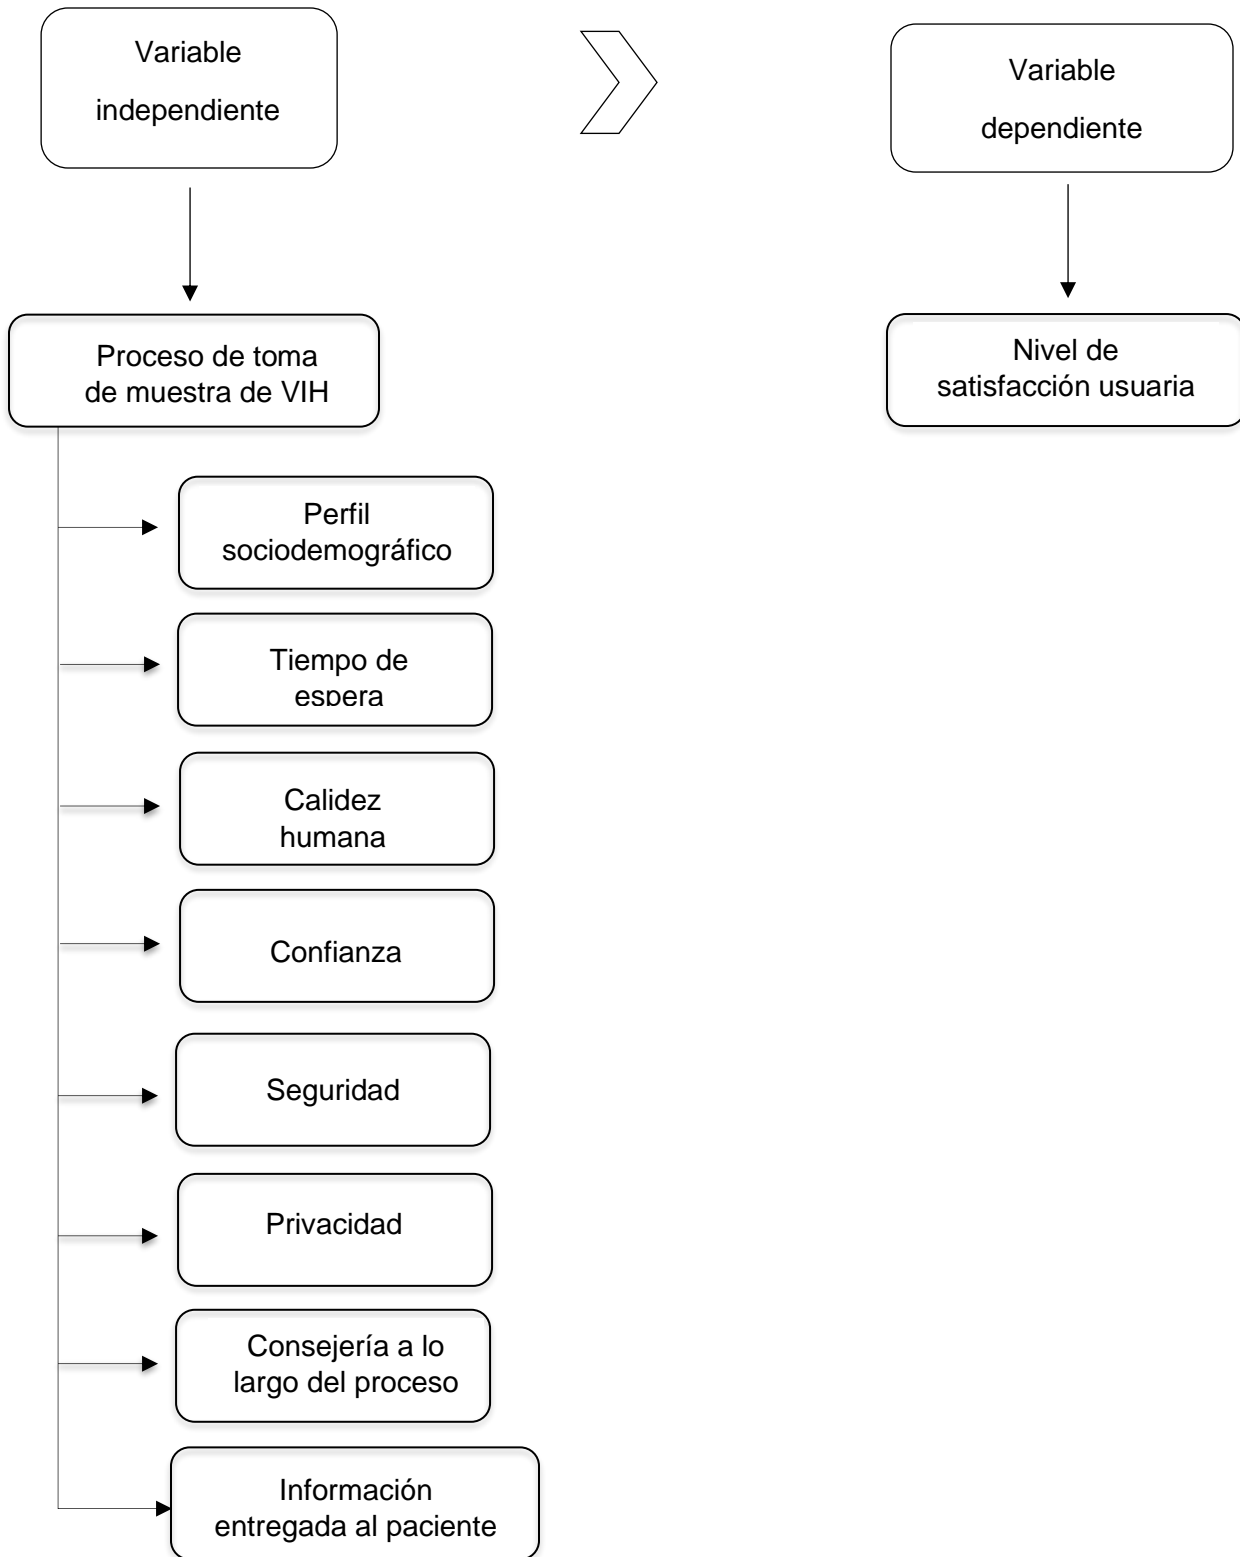 Variable
independiente
Variable
dependiente
Proceso de toma
de muestra de VIH
Nivel de
satisfacción usuaria
Perfil
sociodemográfico
Tiempo de
espera
Calidez
humana
Confianza
Seguridad
Privacidad
Consejería a lo
largo del proceso
Información
entregada al paciente